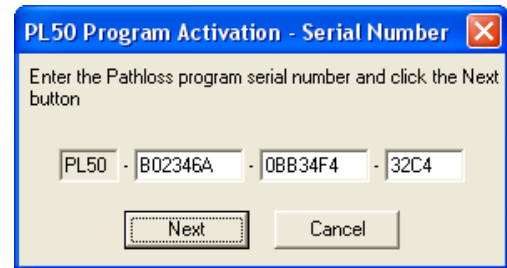 PL50 Program Activation - Serial Number
Enter the Pathloss program serial number and click the Next
button
PL50 - B02346A - 0BB34F4 - 32C4
Next Cancel